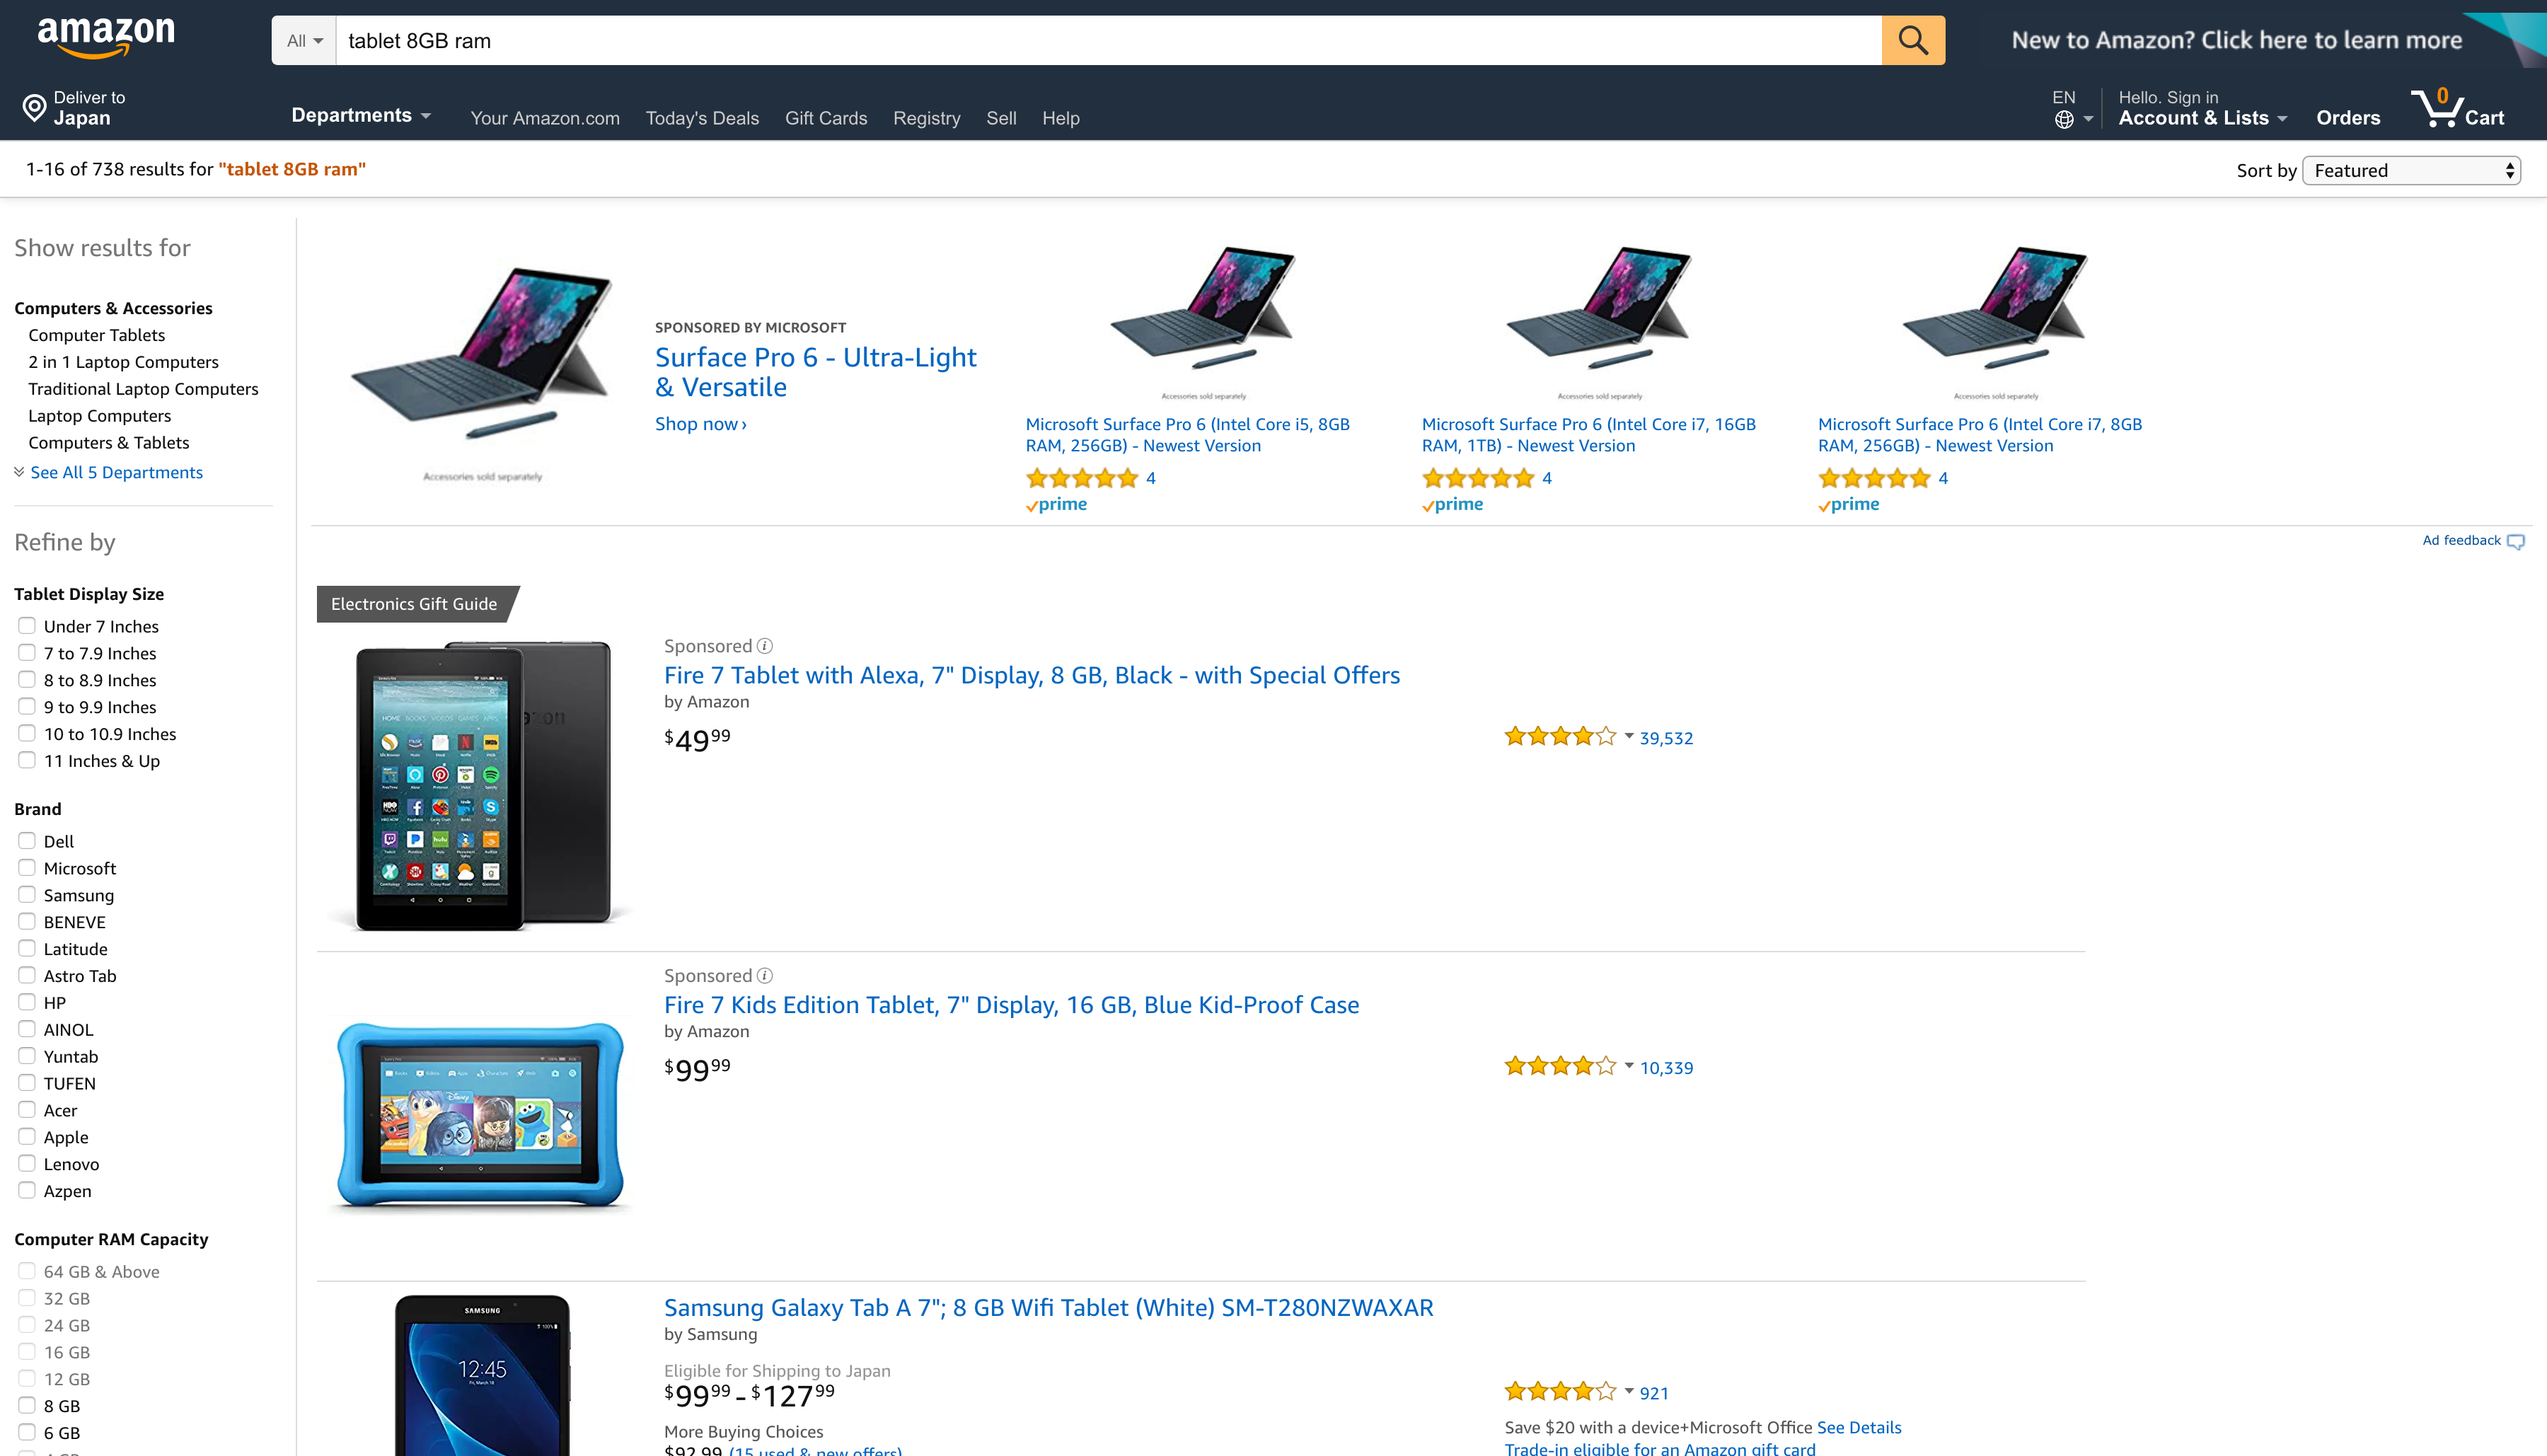 amazon
All
tablet 8GB ram
New to Amazon? Click here to learn more
Deliver to
Japan
Departments
Your Amazon.com
Today's Deals
Gift Cards
Registry
Sell
Help
EN
Hello. Sign in
Account & Lists
Orders
0
Cart
1-16 of 738 results for "tablet 8GB ram"
Sort by Featured
Show results for
Computers & Accessories
Computer Tablets
2 in 1 Laptop Computers
Traditional Laptop Computers
Laptop Computers
Computers & Tablets
See All 5 Departments
Refine by
Tablet Display Size
Under 7 Inches
7 to 7.9 Inches
8 to 8.9 Inches
9 to 9.9 Inches
10 to 10.9 Inches
11 Inches & Up
Brand
Dell
Microsoft
Samsung
BENEVE
Latitude
Astro Tab
HP
AINOL
Yuntab
TUFEN
Acer
Apple
Lenovo
Azpen
Computer RAM Capacity
64 GB & Above
32 GB
24 GB
16 GB
12 GB
8 GB
6 GB
Accessories sold separately
SPONSORED BY MICROSOFT
Surface Pro 6 - Ultra-Light
& Versatile
Shop now ›
Accessories sold separately
Microsoft Surface Pro 6 (Intel Core i5, 8GB
RAM, 256GB) - Newest Version
4
prime
Accessories sold separately
Microsoft Surface Pro 6 (Intel Core i7, 16GB
RAM, 1TB) - Newest Version
4
prime
Accessories sold separately
Microsoft Surface Pro 6 (Intel Core i7, 8GB
RAM, 256GB) - Newest Version
4
prime
Ad feedback
Electronics Gift Guide
Sponsored
Fire 7 Tablet with Alexa, 7" Display, 8 GB, Black - with Special Offers
by Amazon
$49 99
39,532
HOME BOOKS VIDEOS GAMES APPS
Sponsored
Fire 7 Kids Edition Tablet, 7" Display, 16 GB, Blue Kid-Proof Case
by Amazon
$99 99
10,339
Disney
SAMSUNG
12:45
Samsung Galaxy Tab A 7"; 8 GB Wifi Tablet (White) SM-T280NZWAXAR
by Samsung
Eligible for Shipping to Japan
$99 99 - $127 99
More Buying Choices
$92.99 (15 used & new offers)
921
Save $20 with a device+Microsoft Office See Details
Trade-in eligible for an Amazon gift card